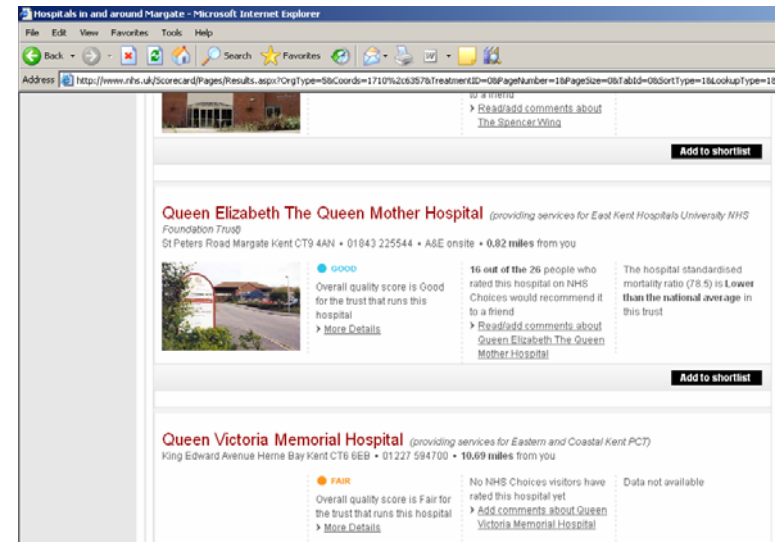 Hospitals in and around Margate - Microsoft Internet Explorer
File Edit View Favorites Tools Help
Back Search Favorites
Address http://www.nhs.uk/Scorecard/Pages/Results.aspx?OrgType=5&Coords=1710%2c6357&TreatmentID=0&PageNumber=1&PageSize=0&TabId=0&SortType=1&LookupType=1&
to a friend
Read/add comments about
The Spencer Wing
Add to shortlist
Queen Elizabeth The Queen Mother Hospital (providing services for East Kent Hospitals University NHS
Foundation Trust)
St Peters Road Margate Kent CT9 4AN • 01843 225544 • A&E onsite • 0.82 miles from you
GOOD
Overall quality score is Good
for the trust that runs this
hospital
More Details
16 out of the 26 people who
rated this hospital on NHS
Choices would recommend it
to a friend
Read/add comments about
Queen Elizabeth The Queen
Mother Hospital
The hospital standardised
mortality ratio (78.5) is Lower
than the national average in
this trust
Add to shortlist
Queen Victoria Memorial Hospital (providing services for Eastern and Coastal Kent PCT)
King Edward Avenue Herne Bay Kent CT6 6EB • 01227 594700 • 10.69 miles from you
FAIR
Overall quality score is Fair for
the trust that runs this hospital
More Details
No NHS Choices visitors have
rated this hospital yet
Add comments about Queen
Victoria Memorial Hospital
Data not available